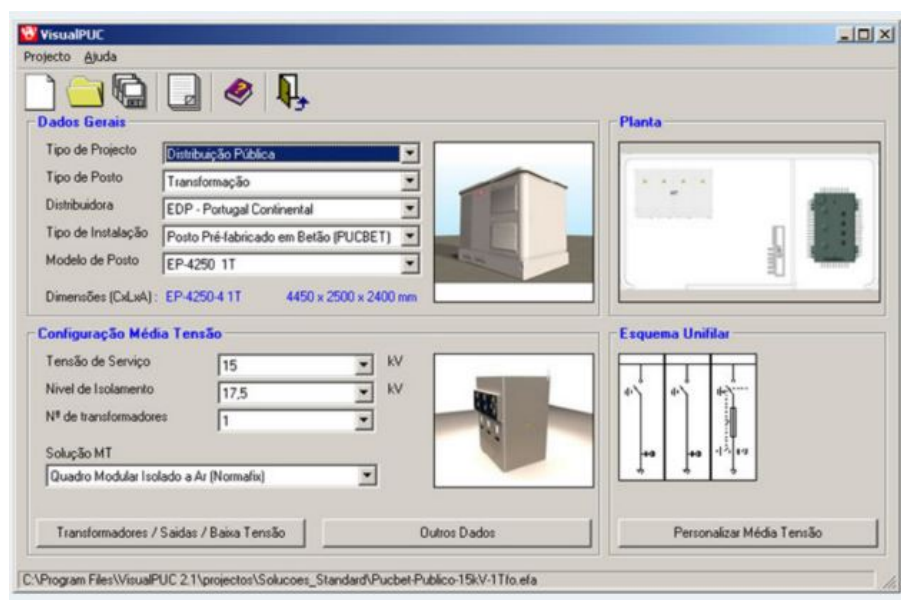 VisualPUC
Projecto Ajuda
Dados Gerais
Tipo de Projecto Distribuição Pública
Tipo de Posto Transformação
Distribuidora EDP - Portugal Continental
Tipo de Instalação Posto Pré-fabricado em Betão (PUCBET)
Modelo de Posto EP-4250 1T
Dimensões (CxLxA) : EP-4250-4 1T 4450 x 2500 x 2400 mm
Planta
Configuração Média Tensão
Tensão de Serviço 15 kV
Nivel de Isolamento 17,5 kV
Nº de transformadores 1
Solução MT
Quadro Modular Isolado a Ar (Normafix)
Esquema Unifilar
Transformadores / Saidas / Baixa Tensão Outros Dados Personalizar Média Tensão
C:\Program Files\VisualPUC 2.1\projectos\Solucoes_Standard\Pucbet-Publico-15kV-1Tfo.efa